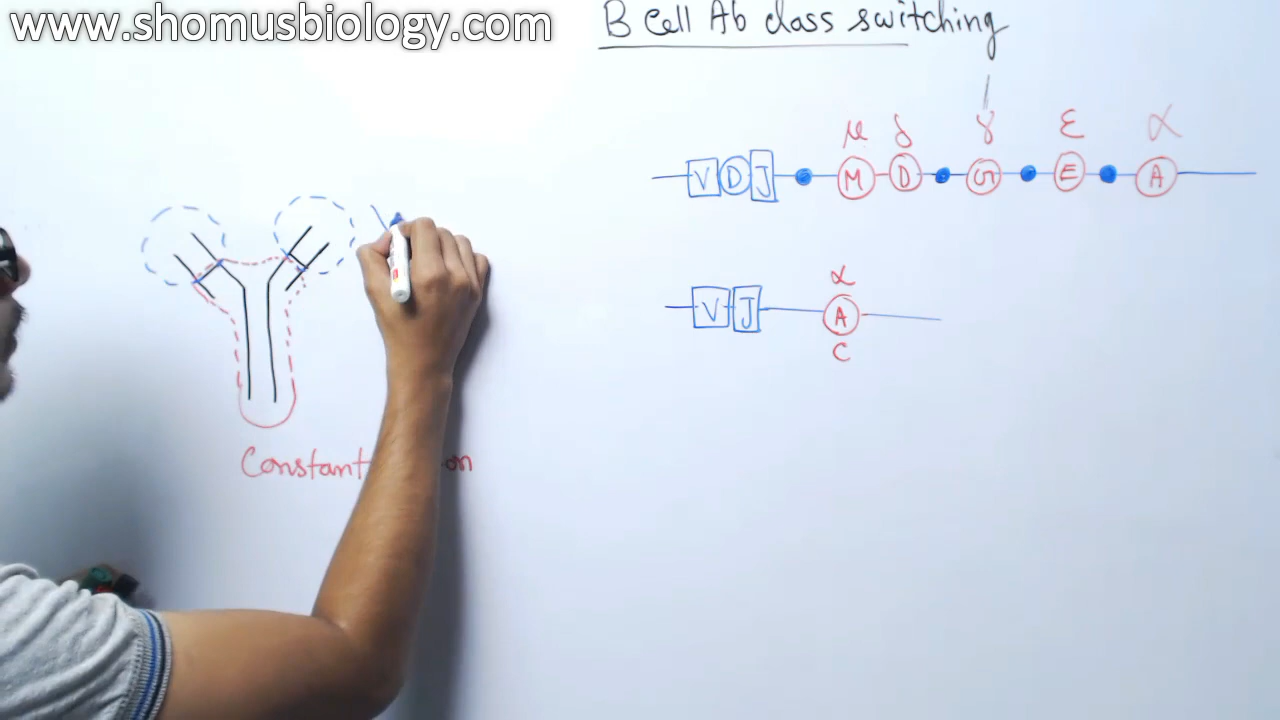 www.shomusbiology.com
B Cell Ab class switching
μ δ γ ε α
V D J M D G E A
α
V J A
C
Constant on